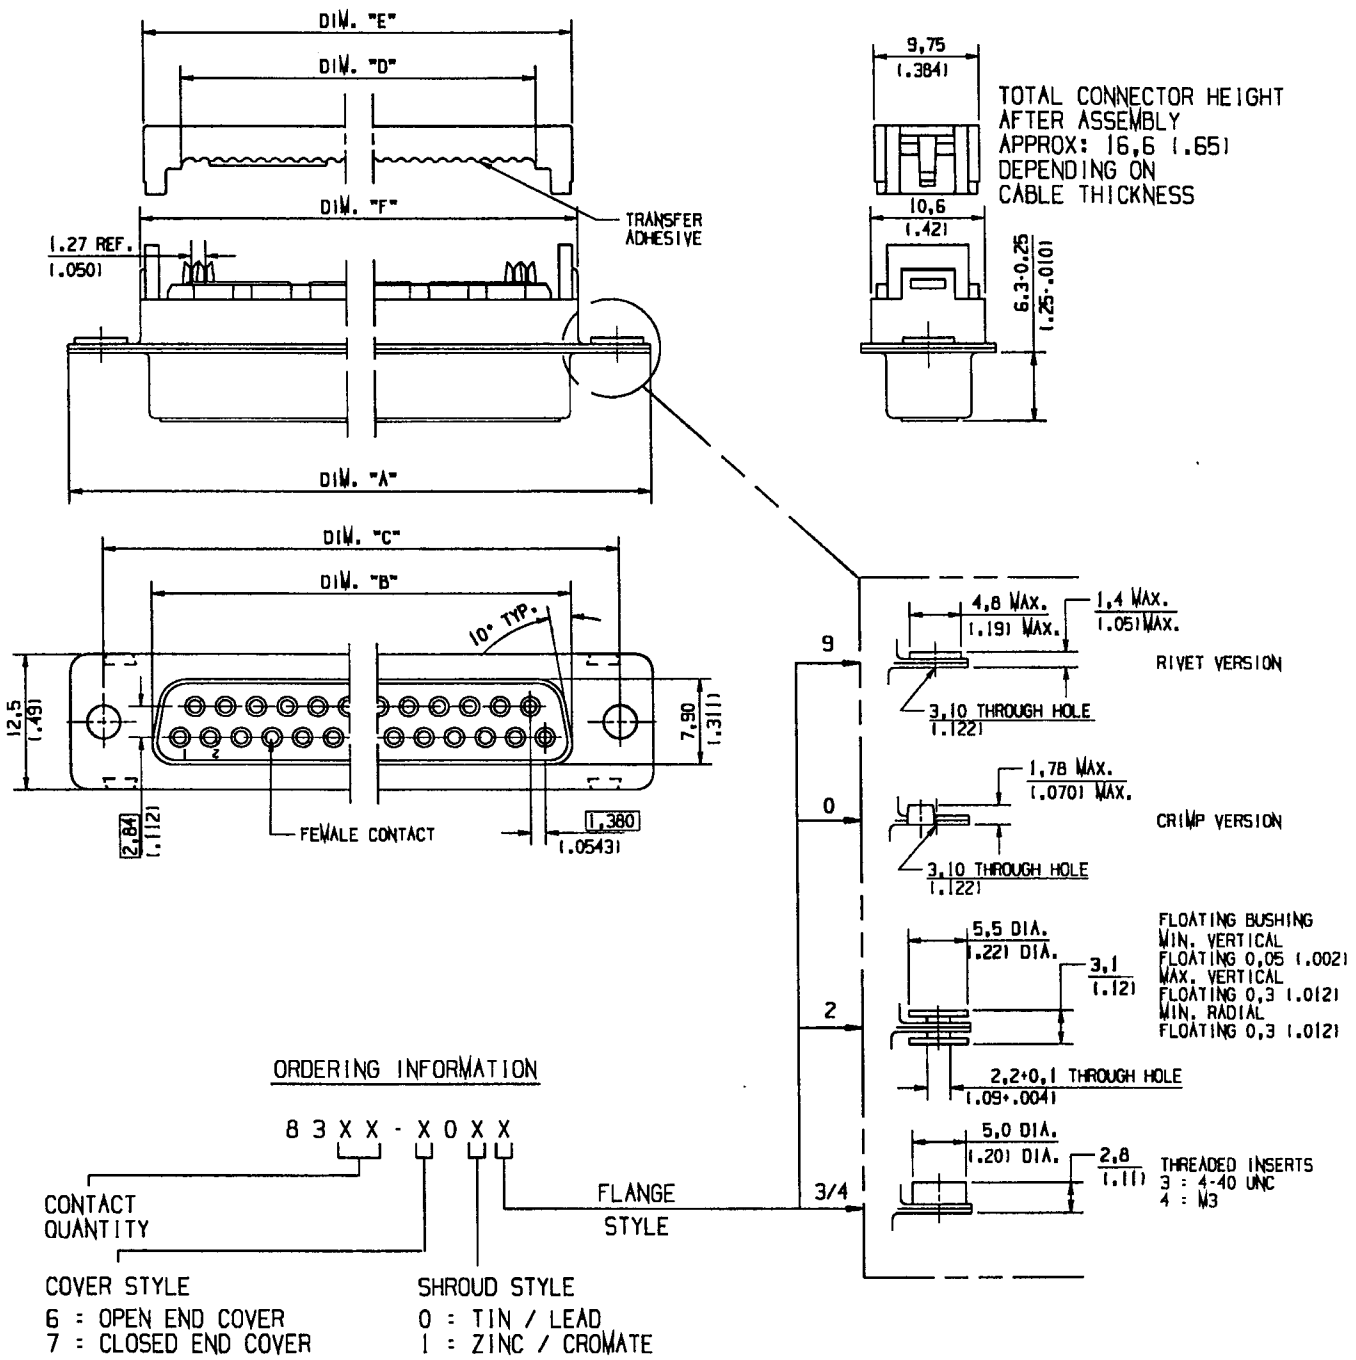 DIM. "E"
DIM. "D"
DIM. "F"
TRANSFER
ADHESIVE
1.27 REF.
(.050)
DIM. "A"
9,75
(.384)
TOTAL CONNECTOR HEIGHT
AFTER ASSEMBLY
APPROX: 16,6 (.65)
DEPENDING ON
CABLE THICKNESS
10,6
(.42)
6.3-0.25
(.25-.010)
DIM. "C"
DIM. "B"
10° TYP.
12,5
(.49)
7,90
(.311)
1
2
2,84
(.112)
FEMALE CONTACT
1,380
(.0543)
9
4,8 MAX.
(.19) MAX.
1,4 MAX.
(.05) MAX.
RIVET VERSION
3,10 THROUGH HOLE
(.122)
0
1,78 MAX.
(.070) MAX.
CRIMP VERSION
3,10 THROUGH HOLE
(.122)
2
5,5 DIA.
(.22) DIA.
3,1
(.12)
FLOATING BUSHING
MIN. VERTICAL
FLOATING 0,05 (.002)
MAX. VERTICAL
FLOATING 0,3 (.012)
MIN. RADIAL
FLOATING 0,3 (.012)
2,2+0,1 THROUGH HOLE
(.09+.004)
3/4
5,0 DIA.
(.20) DIA.
2,8
(.11)
THREADED INSERTS
3 : 4-40 UNC
4 : M3
ORDERING INFORMATION
8 3 X X - X 0 X X
CONTACT
QUANTITY
FLANGE
STYLE
COVER STYLE
6 : OPEN END COVER
7 : CLOSED END COVER
SHROUD STYLE
0 : TIN / LEAD
1 : ZINC / CROMATE